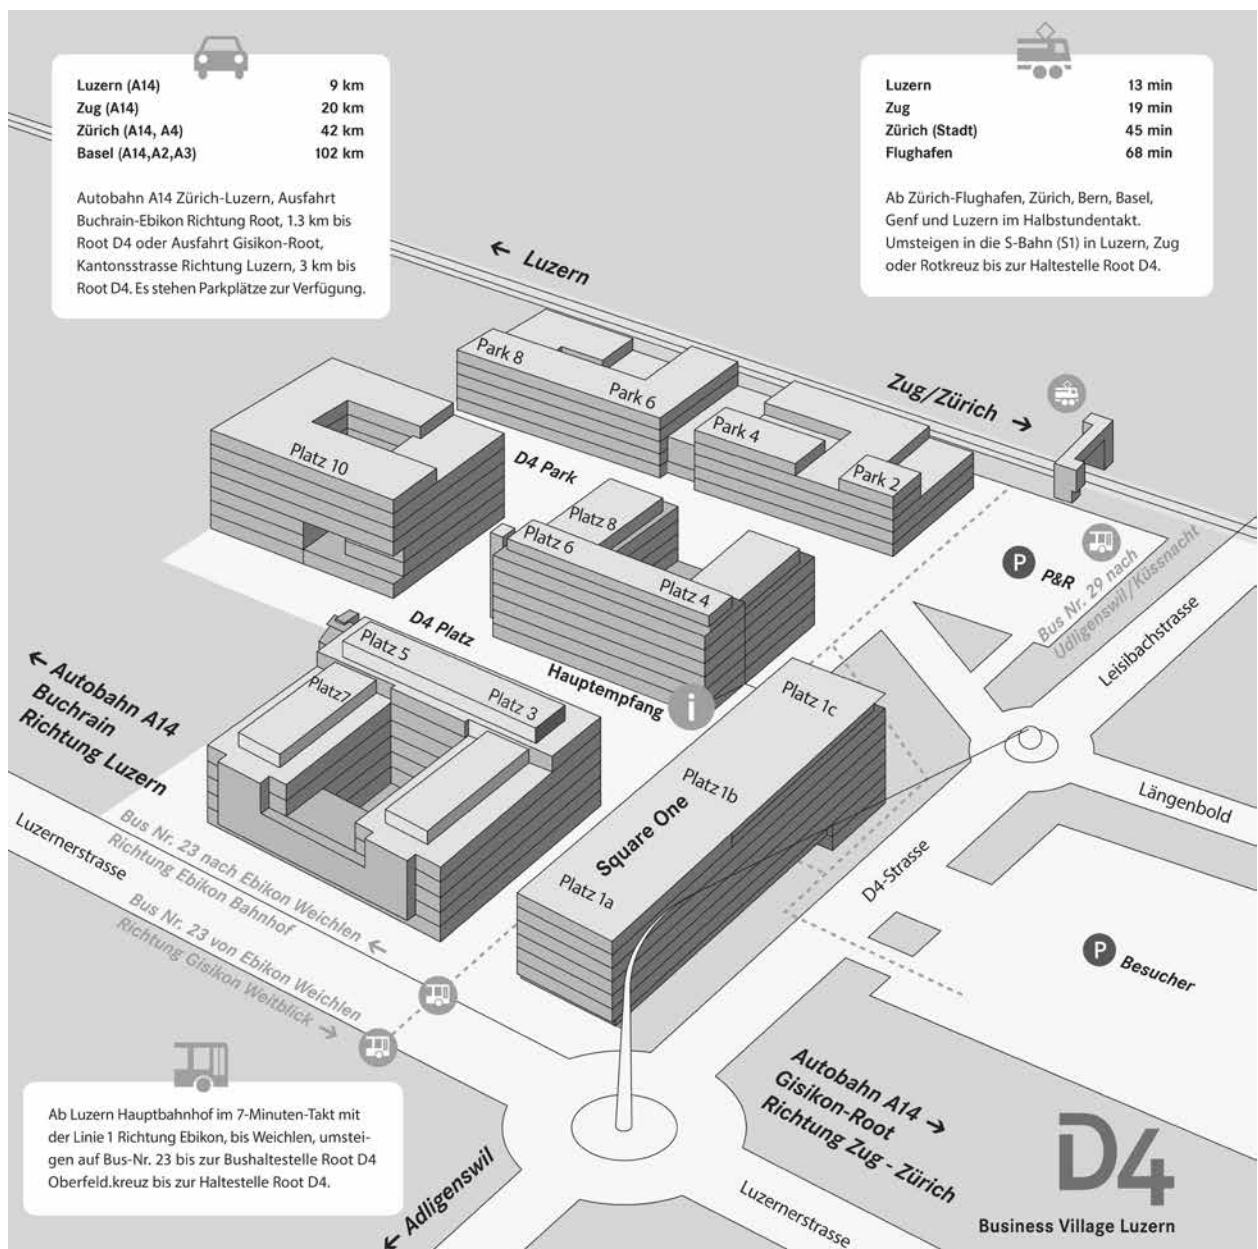 Luzern (A14) 9 km
Zug (A14) 20 km
Zürich (A14, A4) 42 km
Basel (A14,A2,A3) 102 km
Autobahn A14 Zürich-Luzern, Ausfahrt
Buchrain-Ebikon Richtung Root, 1.3 km bis
Root D4 oder Ausfahrt Gisikon-Root,
Kantonsstrasse Richtung Luzern, 3 km bis
Root D4. Es stehen Parkplätze zur Verfügung.
Luzern 13 min
Zug 19 min
Zürich (Stadt) 45 min
Flughafen 68 min
Ab Zürich-Flughafen, Zürich, Bern, Basel,
Genf und Luzern im Halbstundentakt.
Umsteigen in die S-Bahn (S1) in Luzern, Zug
oder Rotkreuz bis zur Haltestelle Root D4.
← Luzern
Zug/Zürich →
Park 8
Park 6
Park 4
Park 2
Platz 10
D4 Park
Platz 8
Platz 6
Platz 4
P P&R
Bus Nr. 29 nach
Udligenswil/Küssnacht
Leisibachstrasse
D4 Platz
Hauptempfang
i
Platz 5
Platz 3
Platz7
← Autobahn A14
Buchrain
Richtung Luzern
Platz 1c
Platz 1b
Square One
Platz 1a
Längenbold
D4-Strasse
Luzernerstrasse
Bus Nr. 23 nach Ebikon Weichlen
Richtung Ebikon Bahnhof ←
Bus Nr. 23 von Ebikon Weichlen
Richtung Gisikon Weitblick →
P Besucher
Ab Luzern Hauptbahnhof im 7-Minuten-Takt mit
der Linie 1 Richtung Ebikon, bis Weichlen, umstei-
gen auf Bus-Nr. 23 bis zur Bushaltestelle Root D4
Oberfeld.kreuz bis zur Haltestelle Root D4.
Autobahn A14 →
Gisikon-Root
Richtung Zug - Zürich
← Adligenswil
Luzernerstrasse
D4
Business Village Luzern